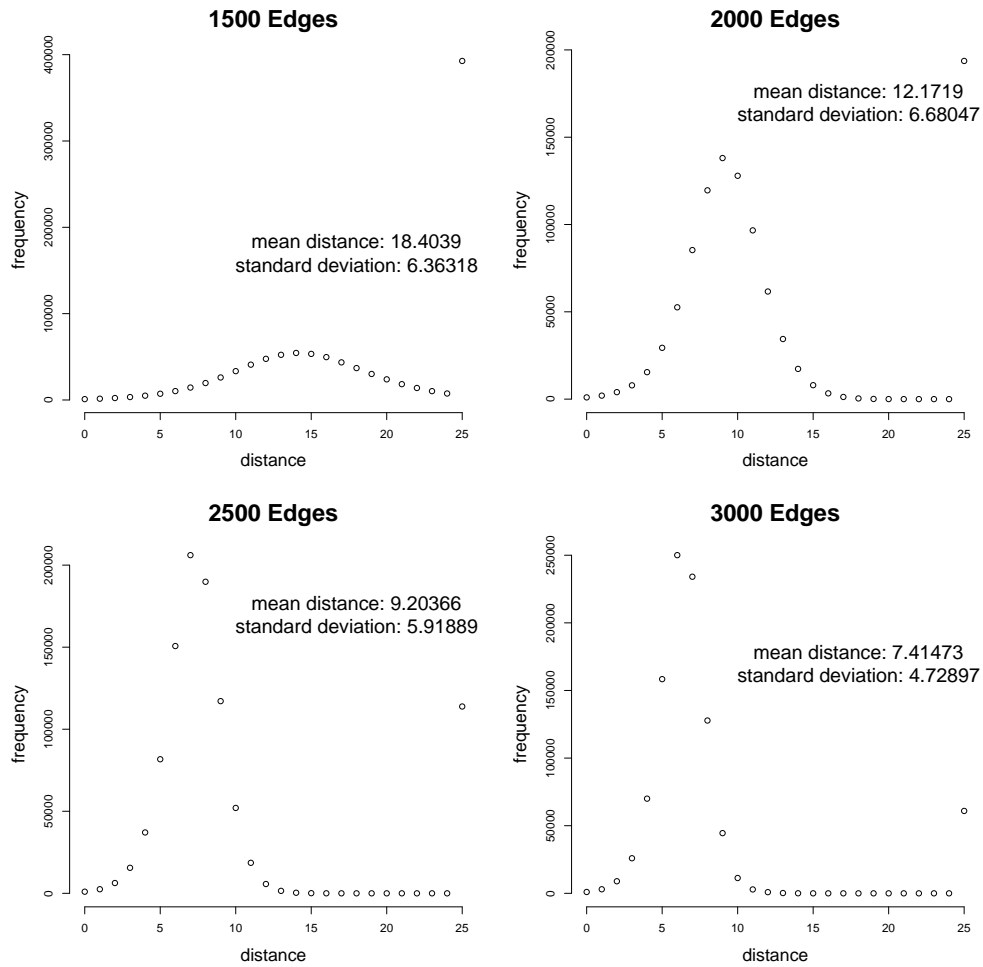 1500 Edges
frequency
400000
300000
200000
100000
0
mean distance: 18.4039
standard deviation: 6.36318
0 5 10 15 20 25
distance
2000 Edges
frequency
200000
150000
100000
50000
0
mean distance: 12.1719
standard deviation: 6.68047
0 5 10 15 20 25
distance
2500 Edges
frequency
200000
150000
100000
50000
0
mean distance: 9.20366
standard deviation: 5.91889
0 5 10 15 20 25
distance
3000 Edges
frequency
250000
200000
150000
100000
50000
0
mean distance: 7.41473
standard deviation: 4.72897
0 5 10 15 20 25
distance